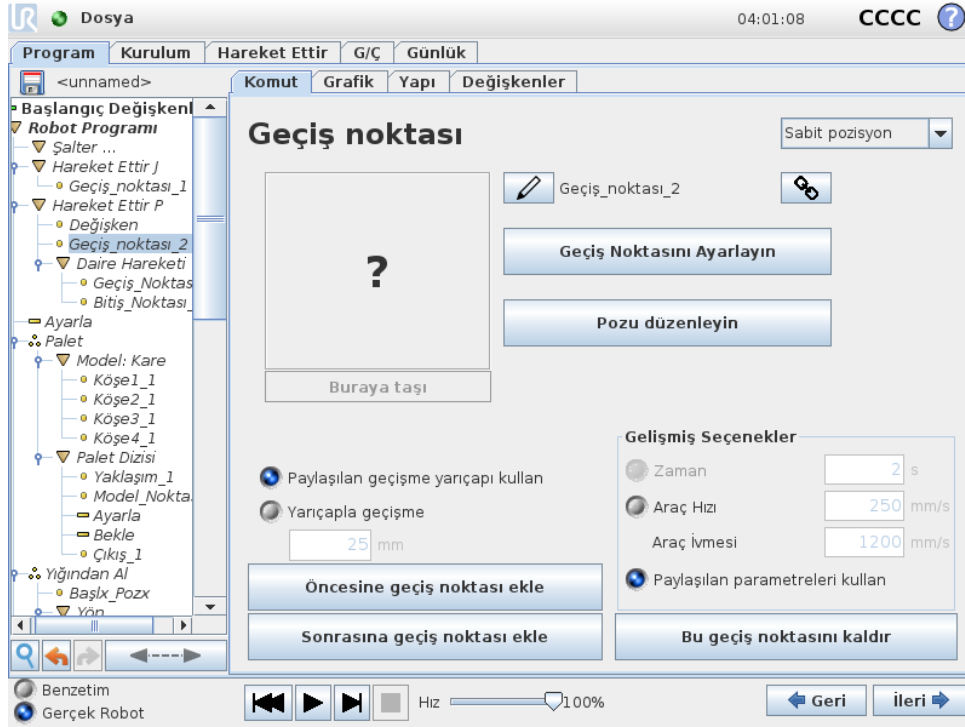 UR Dosya 04:01:08 CCCC ?
Program Kurulum Hareket Ettir G/Ç Günlük
<unnamed>
Komut Grafik Yapı Değişkenler
Başlangıç Değişkenl
Robot Programı
Şalter ...
Hareket Ettir J
Geçiş_noktası_1
Hareket Ettir P
Değişken
Geçiş_noktası_2
Daire Hareketi
Geçiş_Noktas
Bitiş_Noktası_
Ayarla
Palet
Model: Kare
Köşe1_1
Köşe2_1
Köşe3_1
Köşe4_1
Palet Dizisi
Yaklaşım_1
Model_Nokta
Ayarla
Bekle
Çıkış_1
Yığından Al
Başlx_Pozx
Yön
Geçiş noktası
Sabit pozisyon
?
Geçiş_noktası_2
Geçiş Noktasını Ayarlayın
Pozu düzenleyin
Buraya taşı
Paylaşılan geçişme yarıçapı kullan
Yarıçapla geçişme
25 mm
Gelişmiş Seçenekler
Zaman 2 s
Araç Hızı 250 mm/s
Araç İvmesi 1200 mm/s
Paylaşılan parametreleri kullan
Öncesine geçiş noktası ekle
Sonrasına geçiş noktası ekle
Bu geçiş noktasını kaldır
Benzetim
Gerçek Robot
Hız 100%
Geri İleri